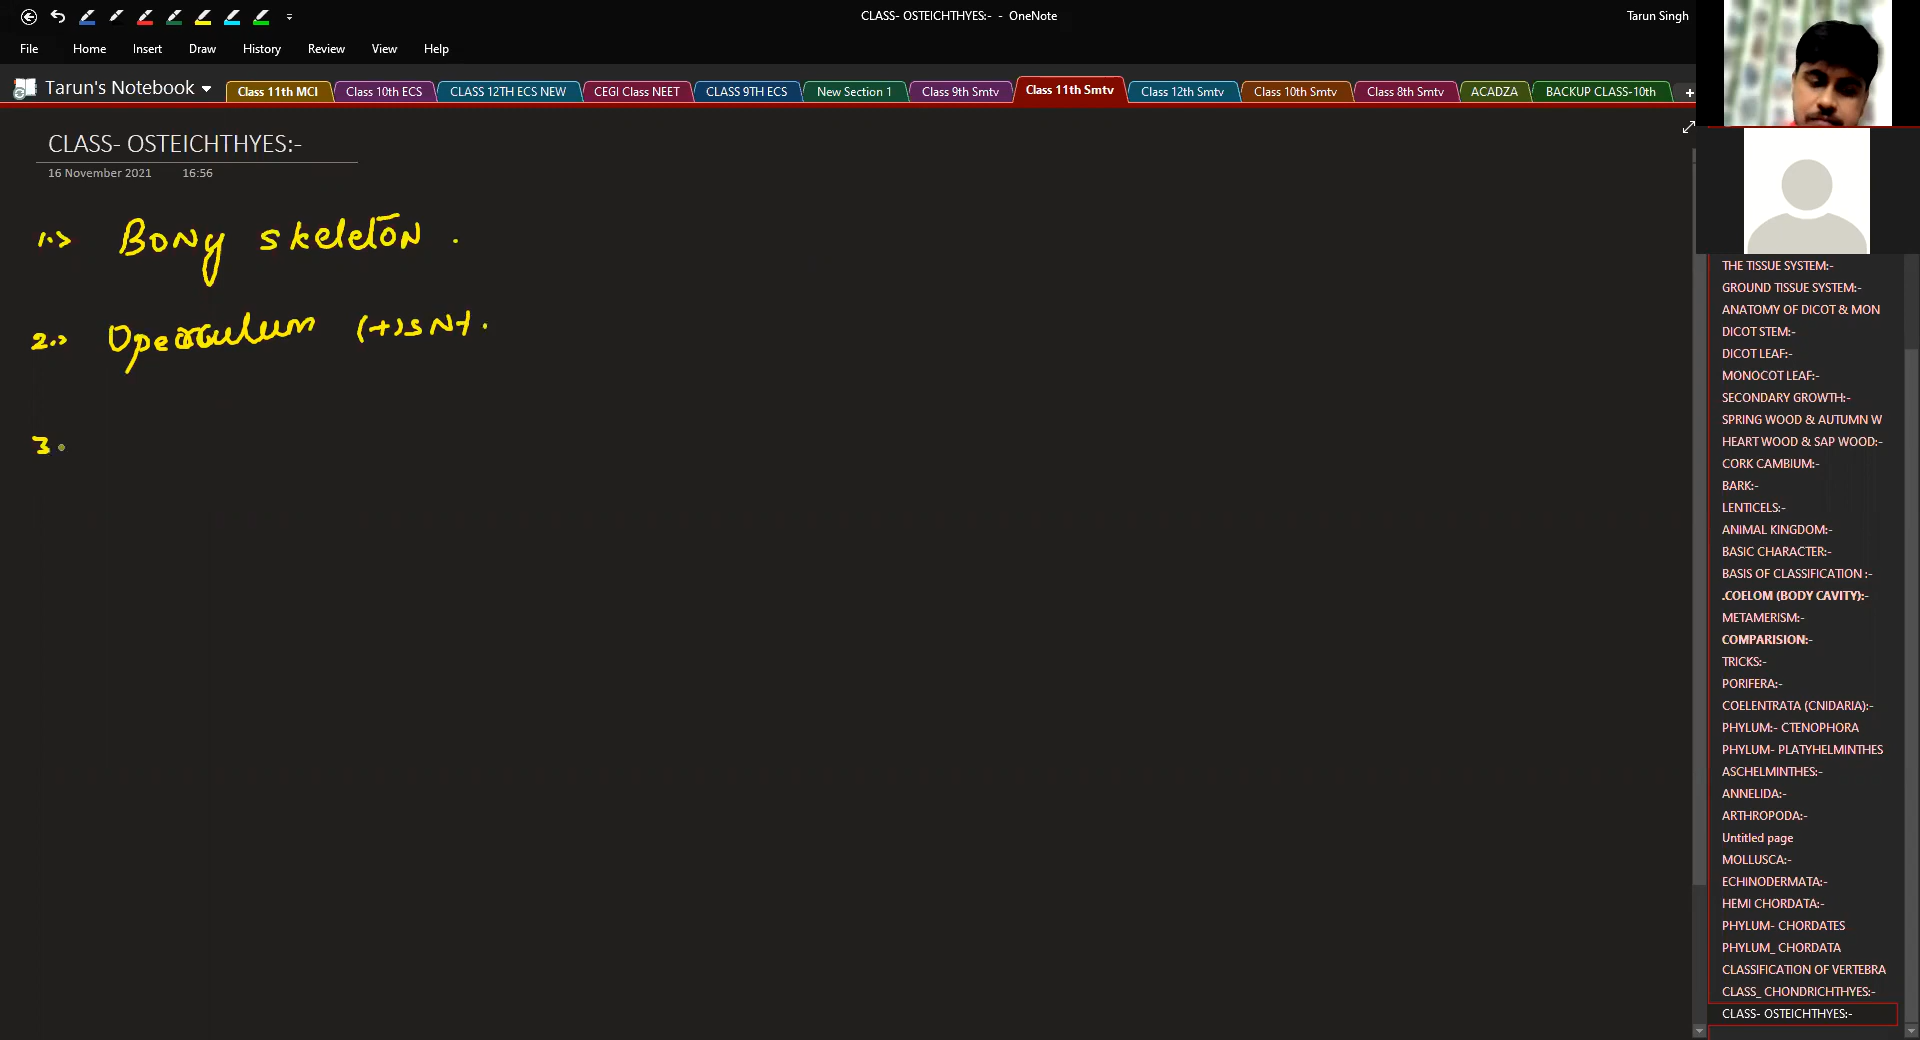 CLASS- OSTEICHTHYES:- - OneNote
Tarun Singh
File Home Insert Draw History Review View Help
Tarun's Notebook
Class 11th MCI Class 10th ECS CLASS 12TH ECS NEW CEGI Class NEET CLASS 9TH ECS New Section 1 Class 9th Smtv Class 11th Smtv Class 12th Smtv Class 10th Smtv Class 8th Smtv ACADZA BACKUP CLASS-10th +
CLASS- OSTEICHTHYES:-
16 November 2021 16:56
1.> Bony skeleton.
2.> Operculum (+)sNt.
3.
THE TISSUE SYSTEM:-
GROUND TISSUE SYSTEM:-
ANATOMY OF DICOT & MON
DICOT STEM:-
DICOT LEAF:-
MONOCOT LEAF:-
SECONDARY GROWTH:-
SPRING WOOD & AUTUMN W
HEART WOOD & SAP WOOD:-
CORK CAMBIUM:-
BARK:-
LENTICELS:-
ANIMAL KINGDOM:-
BASIC CHARACTER:-
BASIS OF CLASSIFICATION :-
.COELOM (BODY CAVITY):-
METAMERISM:-
COMPARISION:-
TRICKS:-
PORIFERA:-
COELENTRATA (CNIDARIA):-
PHYLUM:- CTENOPHORA
PHYLUM- PLATYHELMINTHES
ASCHELMINTHES:-
ANNELIDA:-
ARTHROPODA:-
Untitled page
MOLLUSCA:-
ECHINODERMATA:-
HEMI CHORDATA:-
PHYLUM- CHORDATES
PHYLUM_ CHORDATA
CLASSIFICATION OF VERTEBRA
CLASS_ CHONDRICHTHYES:-
CLASS- OSTEICHTHYES:-